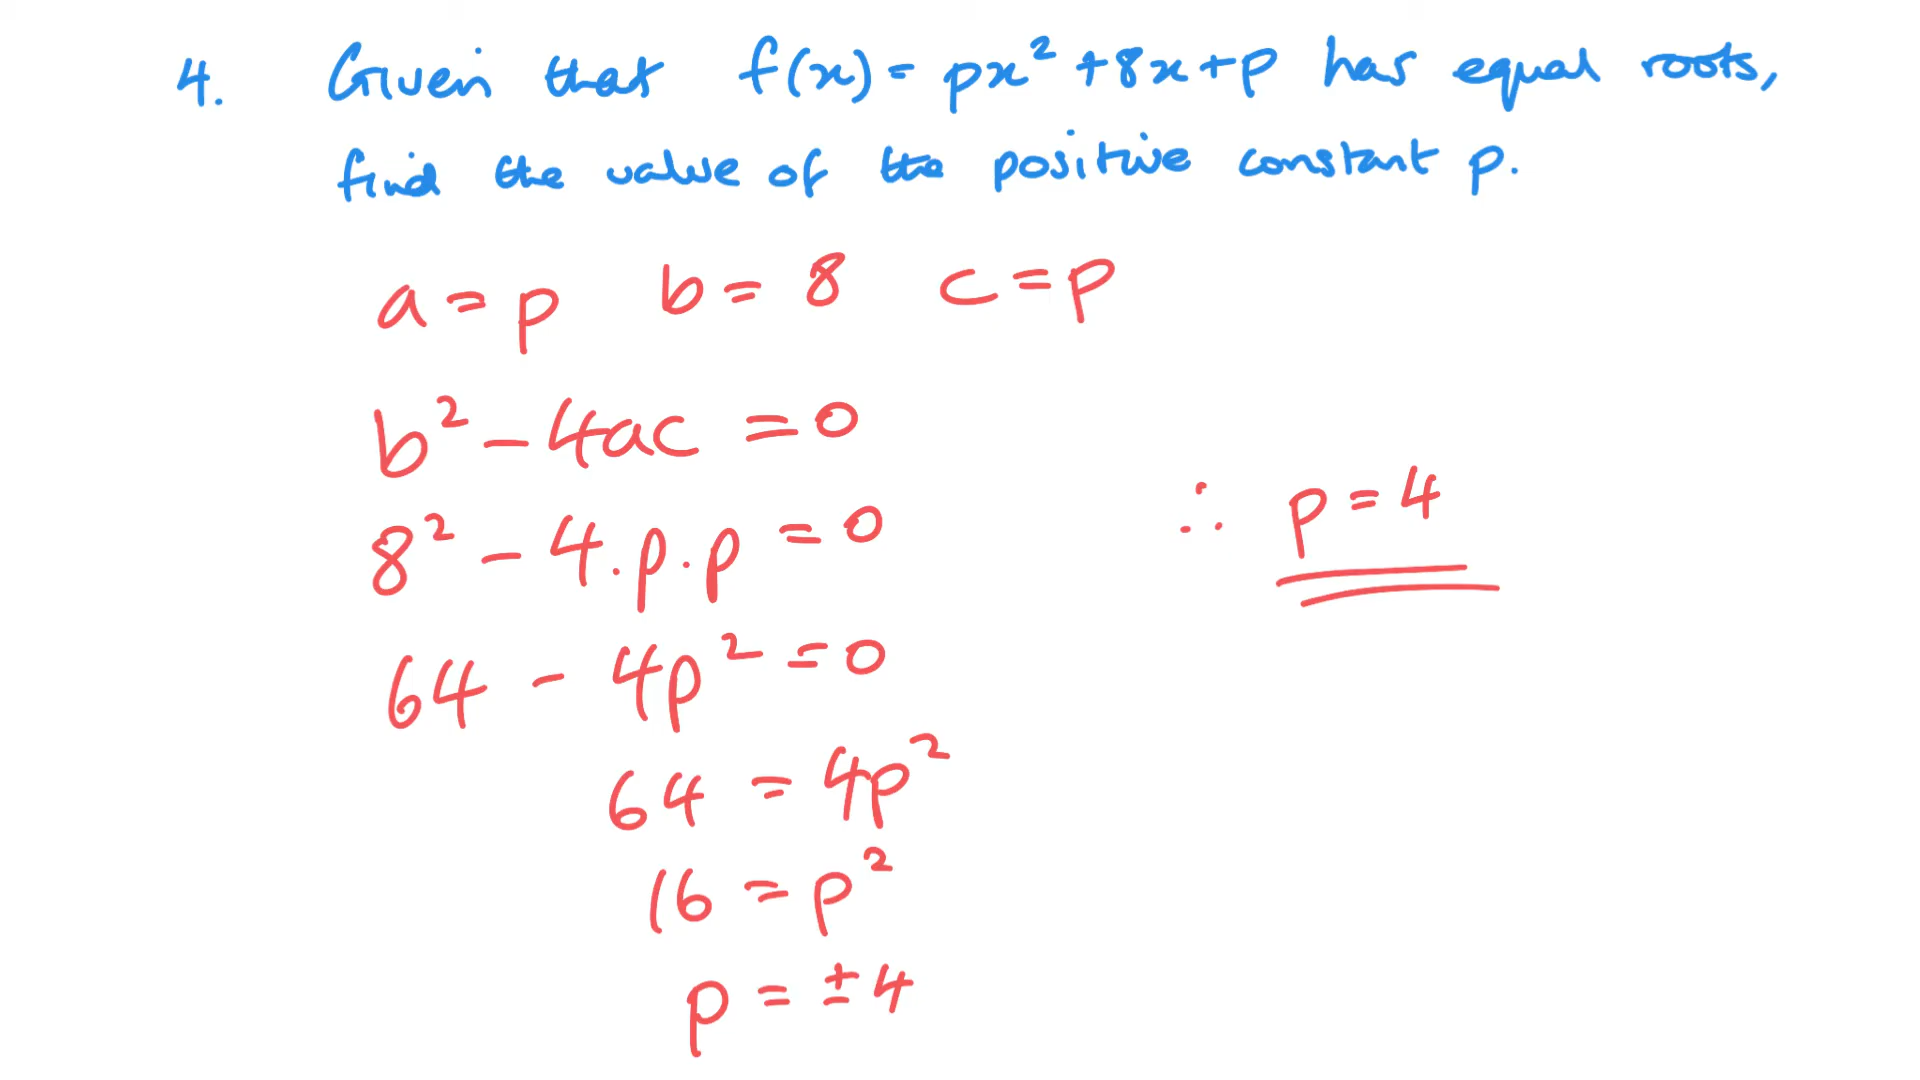 4. Given that f(x) = px² + 8x + p has equal roots,
find the value of the positive constant p.
a = p b = 8 c = p
b² - 4ac = 0
8² - 4.p.p = 0
64 - 4p² = 0
64 = 4p²
16 = p²
p = ±4
∴ p = 4